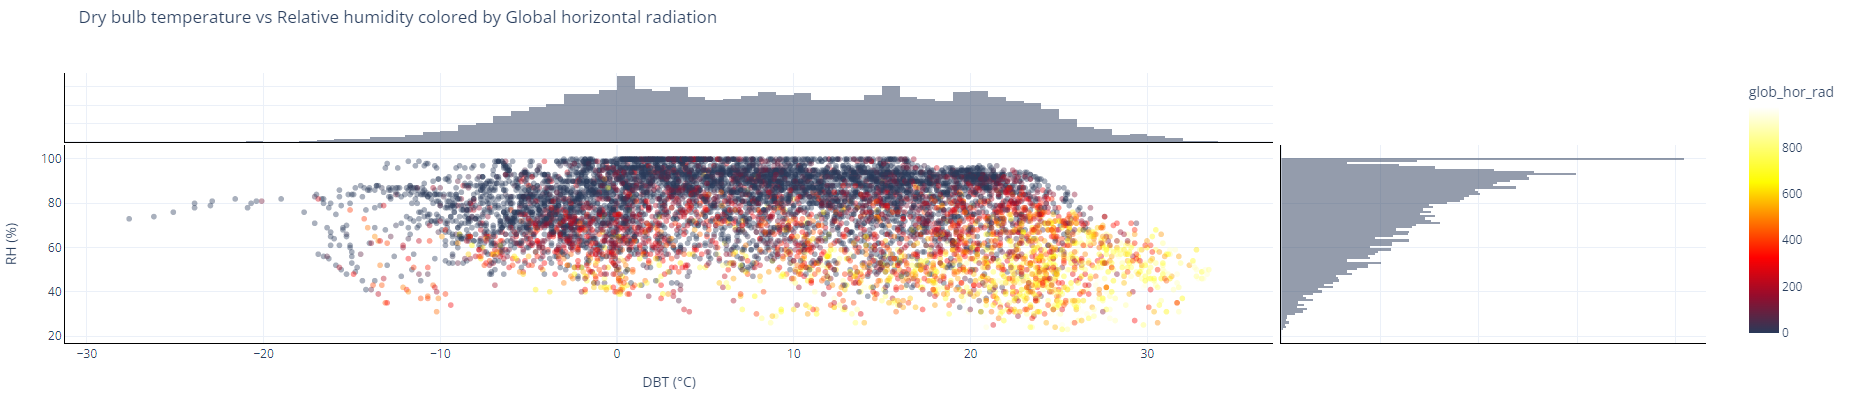 Dry bulb temperature vs Relative humidity colored by Global horizontal radiation
glob_hor_rad
800
600
400
200
0
RH (%)
100
80
60
40
20
−30 −20 −10 0 10 20 30
DBT (°C)